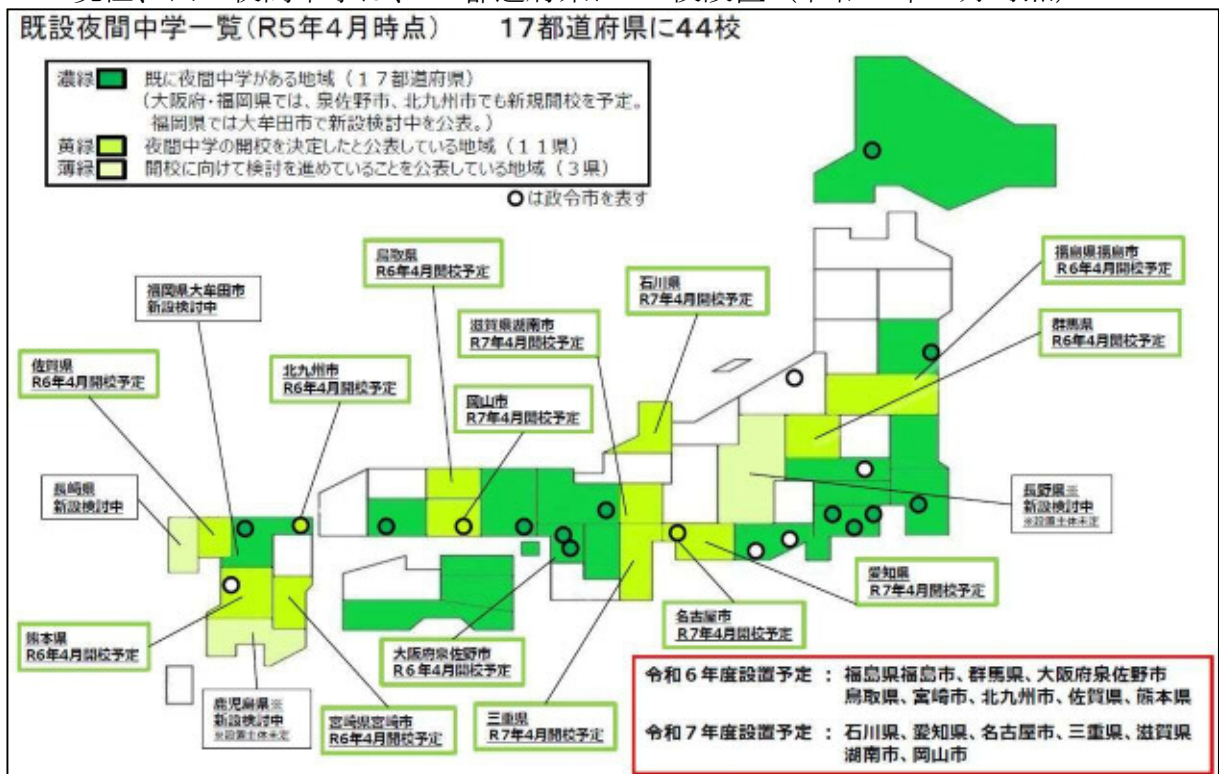 既設夜間中学一覧（R5年4月時点）　17都道府県に44校
濃緑 既に夜間中学がある地域（１７都道府県）
（大阪府・福岡県では、泉佐野市、北九州市でも新規開校を予定。
福岡県では大牟田市で新設検討中を公表。）
黄緑 夜間中学の開校を決定したと公表している地域（１１県）
薄緑 開校に向けて検討を進めていることを公表している地域（３県）
○は政令市を表す
鳥取県
R6年4月開校予定
福島県福島市
R6年4月開校予定
石川県
R7年4月開校予定
福岡県大牟田市
新設検討中
滋賀県湖南市
R7年4月開校予定
群馬県
R6年4月開校予定
佐賀県
R6年4月開校予定
北九州市
R6年4月開校予定
岡山市
R7年4月開校予定
長崎県
新設検討中
長野県※
新設検討中
※設置主体未定
愛知県
R7年4月開校予定
名古屋市
R7年4月開校予定
熊本県
R6年4月開校予定
大阪府泉佐野市
R６年4月開校予定
鹿児島県※
新設検討中
※設置主体未定
宮崎県宮崎市
R6年4月開校予定
三重県
R7年4月開校予定
令和６年度設置予定 ： 福島県福島市、群馬県、大阪府泉佐野市
鳥取県、宮崎市、北九州市、佐賀県、熊本県
令和７年度設置予定 ： 石川県、愛知県、名古屋市、三重県、滋賀県
湖南市、岡山市